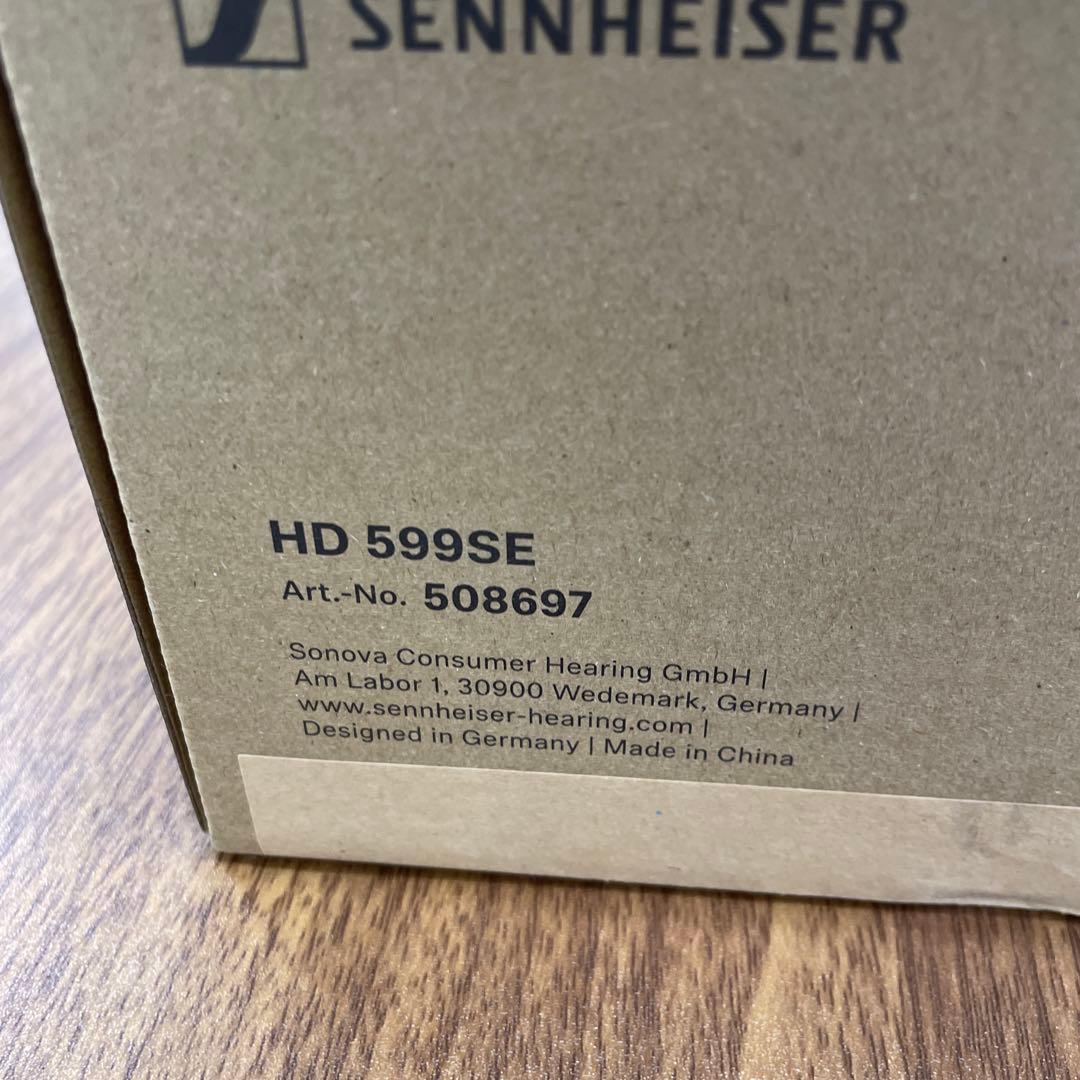 SENNHEISER
HD 599SE
Art.-No. 508697
Sonova Consumer Hearing GmbH |
Am Labor 1, 30900 Wedemark, Germany |
www.sennheiser-hearing.com |
Designed in Germany | Made in China